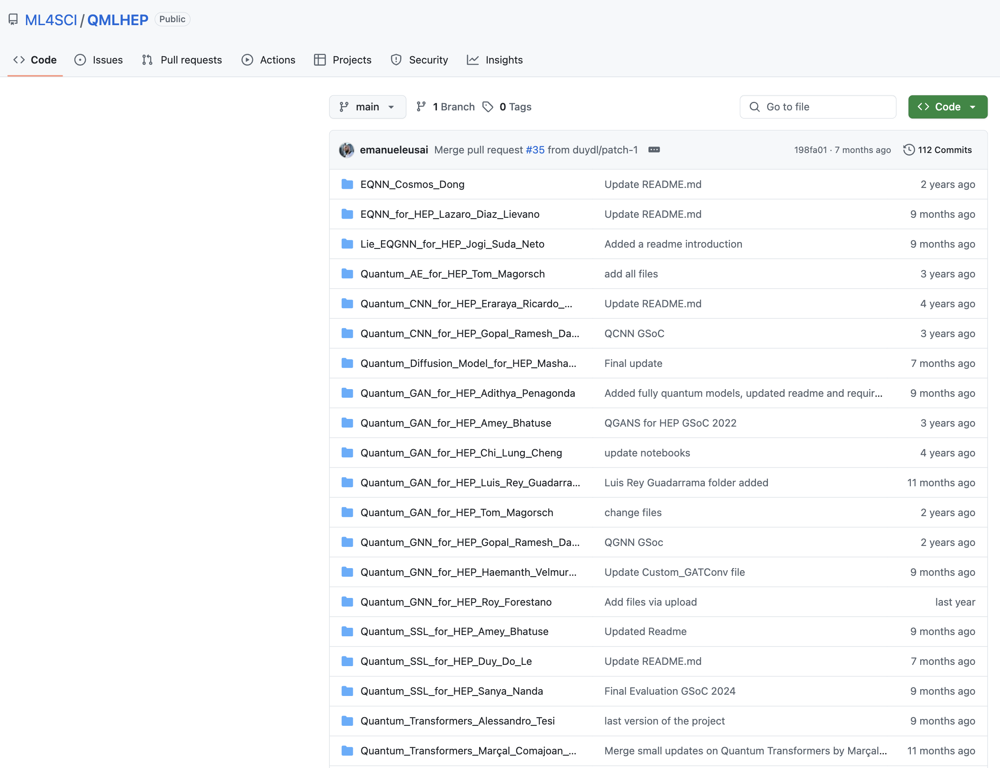 ML4SCI / QMLHEP Public
Code Issues Pull requests Actions Projects Security Insights
main 1 Branch 0 Tags Go to file Code
emanueleusai Merge pull request #35 from duydl/patch-1 198fa01 · 7 months ago 112 Commits
EQNN_Cosmos_Dong Update README.md 2 years ago
EQNN_for_HEP_Lazaro_Diaz_Lievano Update README.md 9 months ago
Lie_EQGNN_for_HEP_Jogi_Suda_Neto Added a readme introduction 9 months ago
Quantum_AE_for_HEP_Tom_Magorsch add all files 3 years ago
Quantum_CNN_for_HEP_Eraraya_Ricardo_... Update README.md 4 years ago
Quantum_CNN_for_HEP_Gopal_Ramesh_Da... QCNN GSoC 3 years ago
Quantum_Diffusion_Model_for_HEP_Masha... Final update 7 months ago
Quantum_GAN_for_HEP_Adithya_Penagonda Added fully quantum models, updated readme and requir... 9 months ago
Quantum_GAN_for_HEP_Amey_Bhatuse QGANS for HEP GSoC 2022 3 years ago
Quantum_GAN_for_HEP_Chi_Lung_Cheng update notebooks 4 years ago
Quantum_GAN_for_HEP_Luis_Rey_Guadarra... Luis Rey Guadarrama folder added 11 months ago
Quantum_GAN_for_HEP_Tom_Magorsch change files 2 years ago
Quantum_GNN_for_HEP_Gopal_Ramesh_Da... QGNN GSoc 2 years ago
Quantum_GNN_for_HEP_Haemanth_Velmur... Update Custom_GATConv file 9 months ago
Quantum_GNN_for_HEP_Roy_Forestano Add files via upload last year
Quantum_SSL_for_HEP_Amey_Bhatuse Updated Readme 9 months ago
Quantum_SSL_for_HEP_Duy_Do_Le Update README.md 7 months ago
Quantum_SSL_for_HEP_Sanya_Nanda Final Evaluation GSoC 2024 9 months ago
Quantum_Transformers_Alessandro_Tesi last version of the project 9 months ago
Quantum_Transformers_Marçal_Comajoan_... Merge small updates on Quantum Transformers by Marçal... 11 months ago